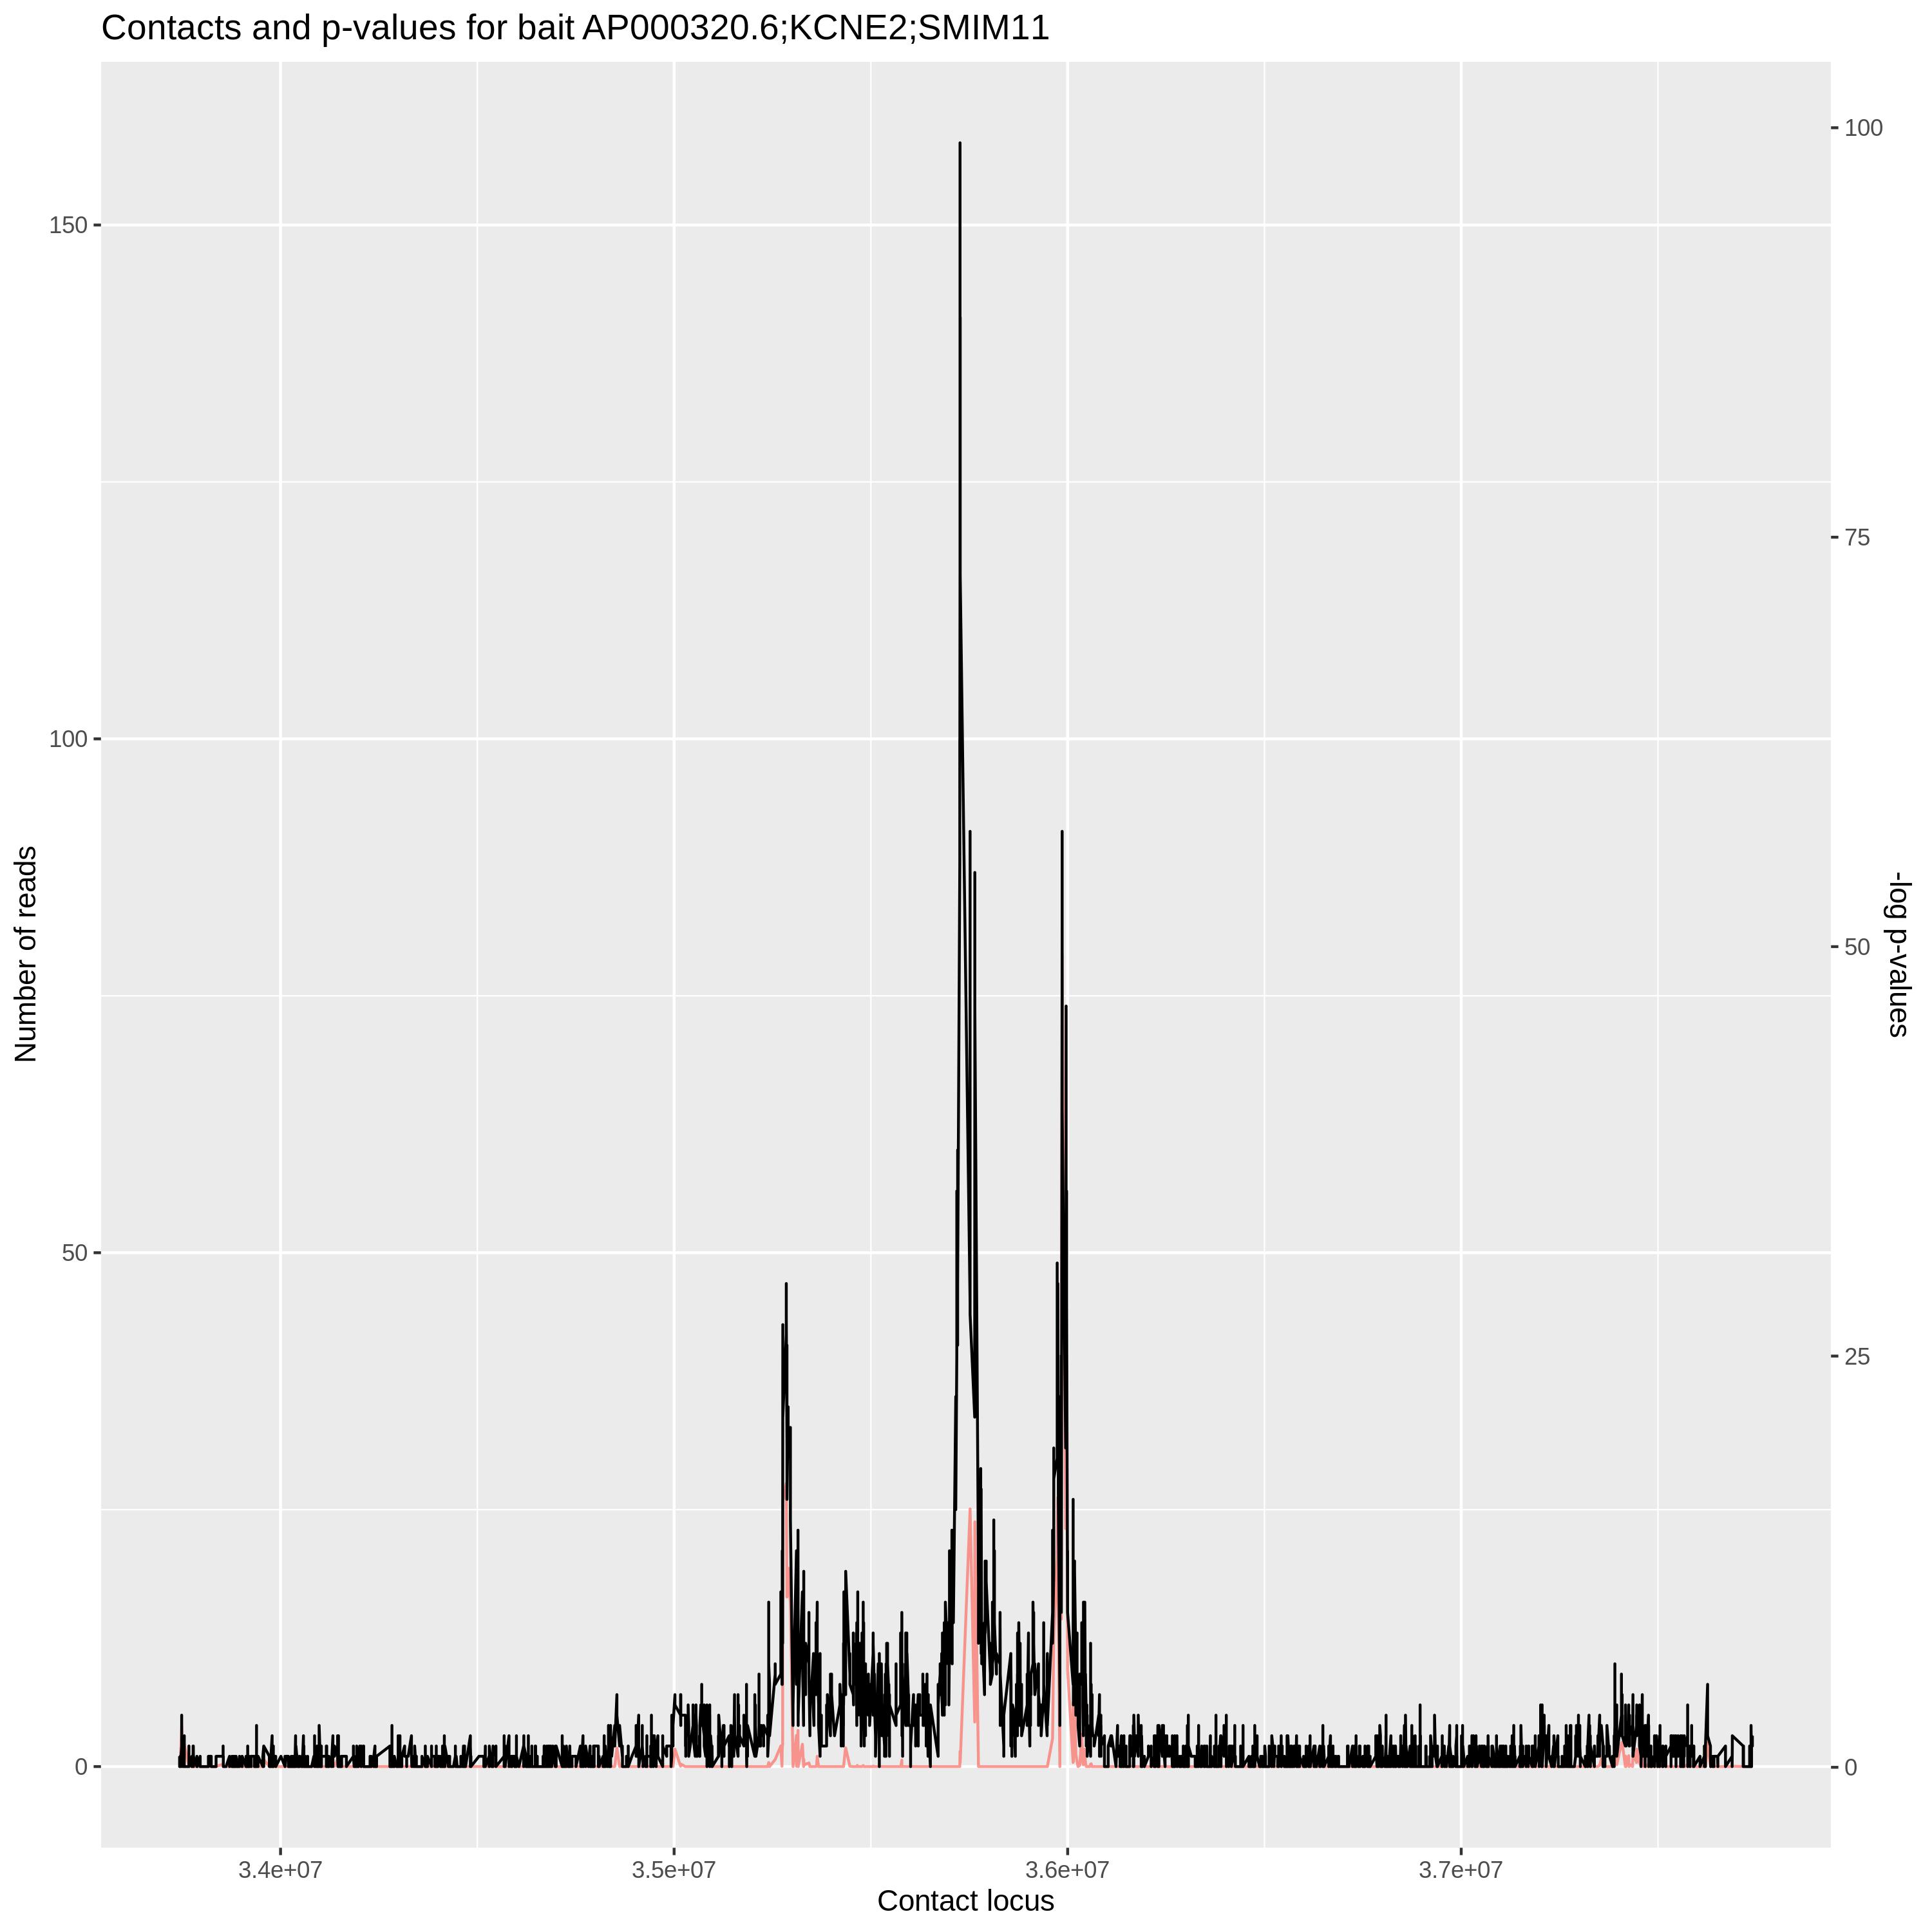 Contacts and p-values for bait AP000320.6;KCNE2;SMIM11
150
100
50
0
Number of reads
100
75
50
25
0
-log p-values
3.4e+07
3.5e+07
3.6e+07
3.7e+07
Contact locus